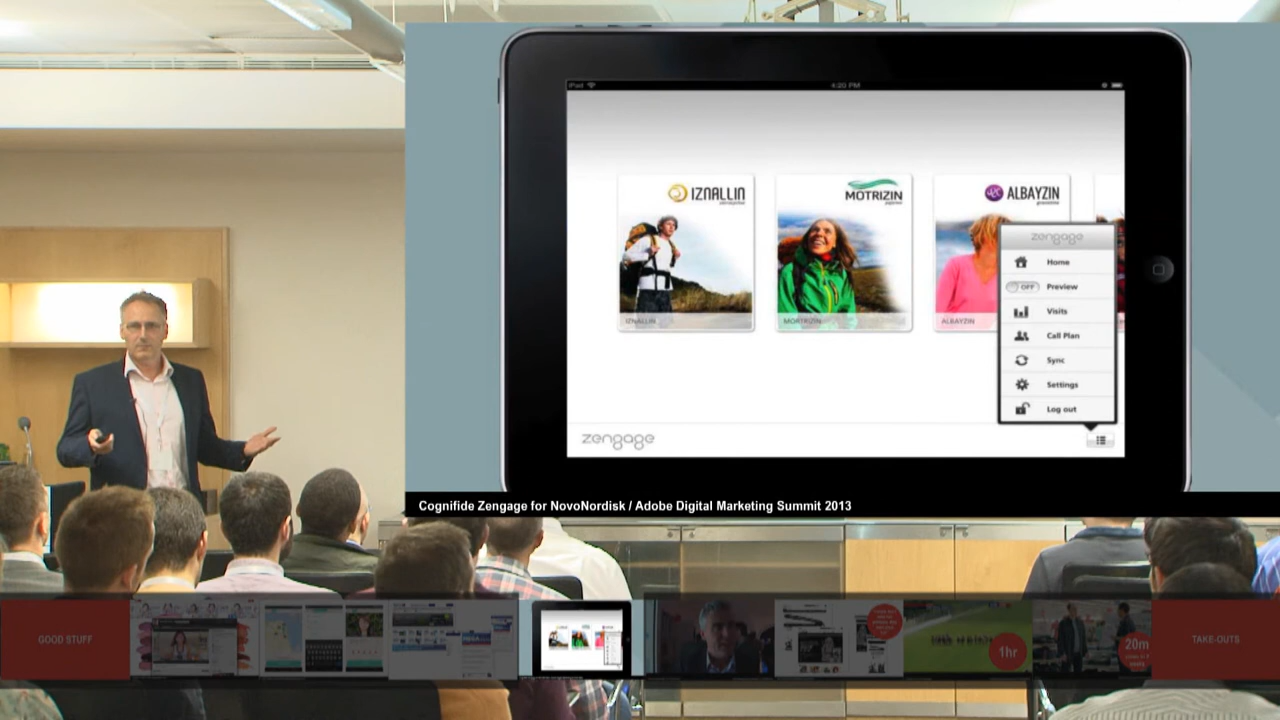 iPad
4:20 PM
IZNALLIN
MOTRIZIN
ALBAYZIN
IZNALLIN
MORTRIZIN
ALBAYZIN
zengage
Home
OFF Preview
Visits
Call Plan
Sync
Settings
Log out
zengage
Cognifide Zengage for NovoNordisk / Adobe Digital Marketing Summit 2013
GOOD STUFF
1hr
20m
TAKE-OUTS